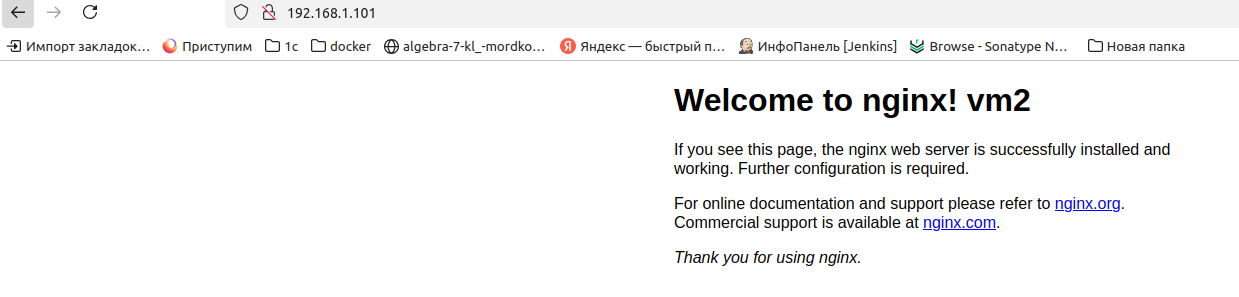 192.168.1.101
Импорт закладок… Приступим 1c docker algebra-7-kl_-mordko… Яндекс — быстрый п… ИнфоПанель [Jenkins] Browse - Sonatype N… Новая папка
Welcome to nginx! vm2
If you see this page, the nginx web server is successfully installed and
working. Further configuration is required.
For online documentation and support please refer to nginx.org.
Commercial support is available at nginx.com.
Thank you for using nginx.